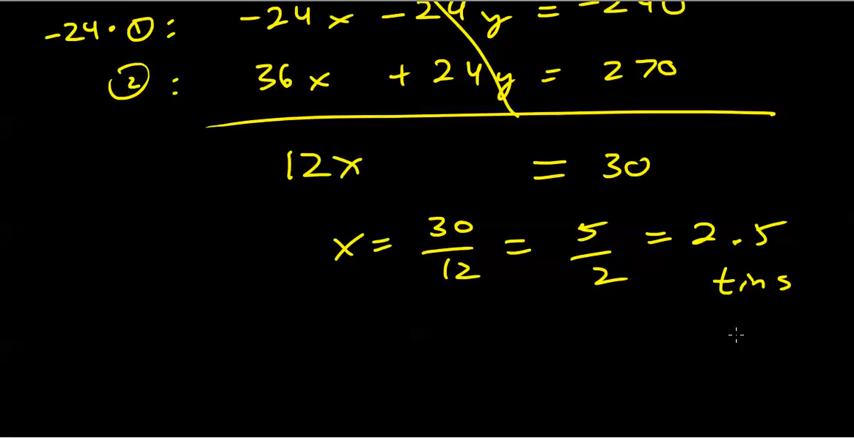 -24 · ①: -24x - 24y = -240
②: 36x + 24y = 270
12x = 30
x = 30/12 = 5/2 = 2.5
tins